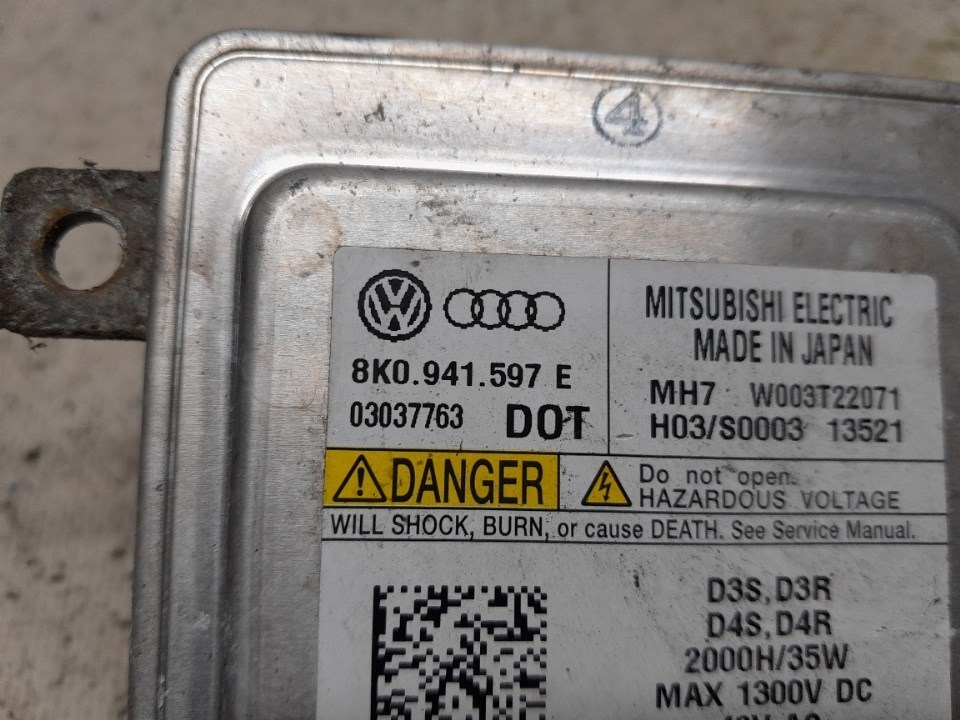 4
8K0.941.597 E
03037763 DOT
MITSUBISHI ELECTRIC
MADE IN JAPAN
MH7 W003T22071
H03/S0003 13521
DANGER
Do not open.
HAZARDOUS VOLTAGE
WILL SHOCK, BURN, or cause DEATH. See Service Manual.
D3S, D3R
D4S, D4R
2000H/35W
MAX 1300V DC